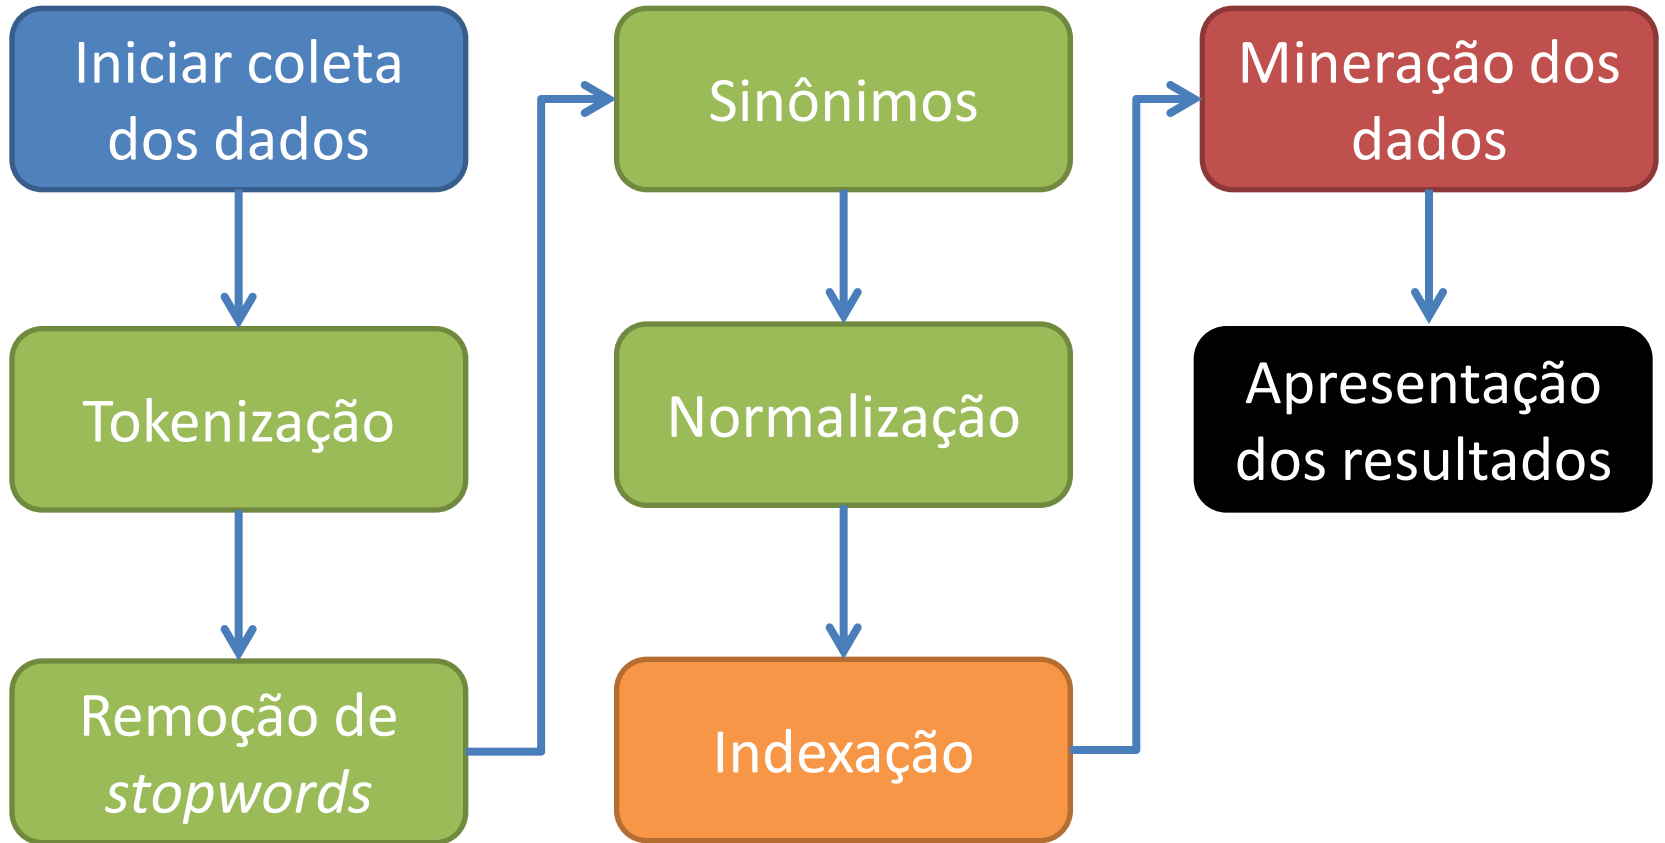 Iniciar coleta
dos dados
Tokenização
Remoção de
stopwords
Sinônimos
Normalização
Indexação
Mineração dos
dados
Apresentação
dos resultados